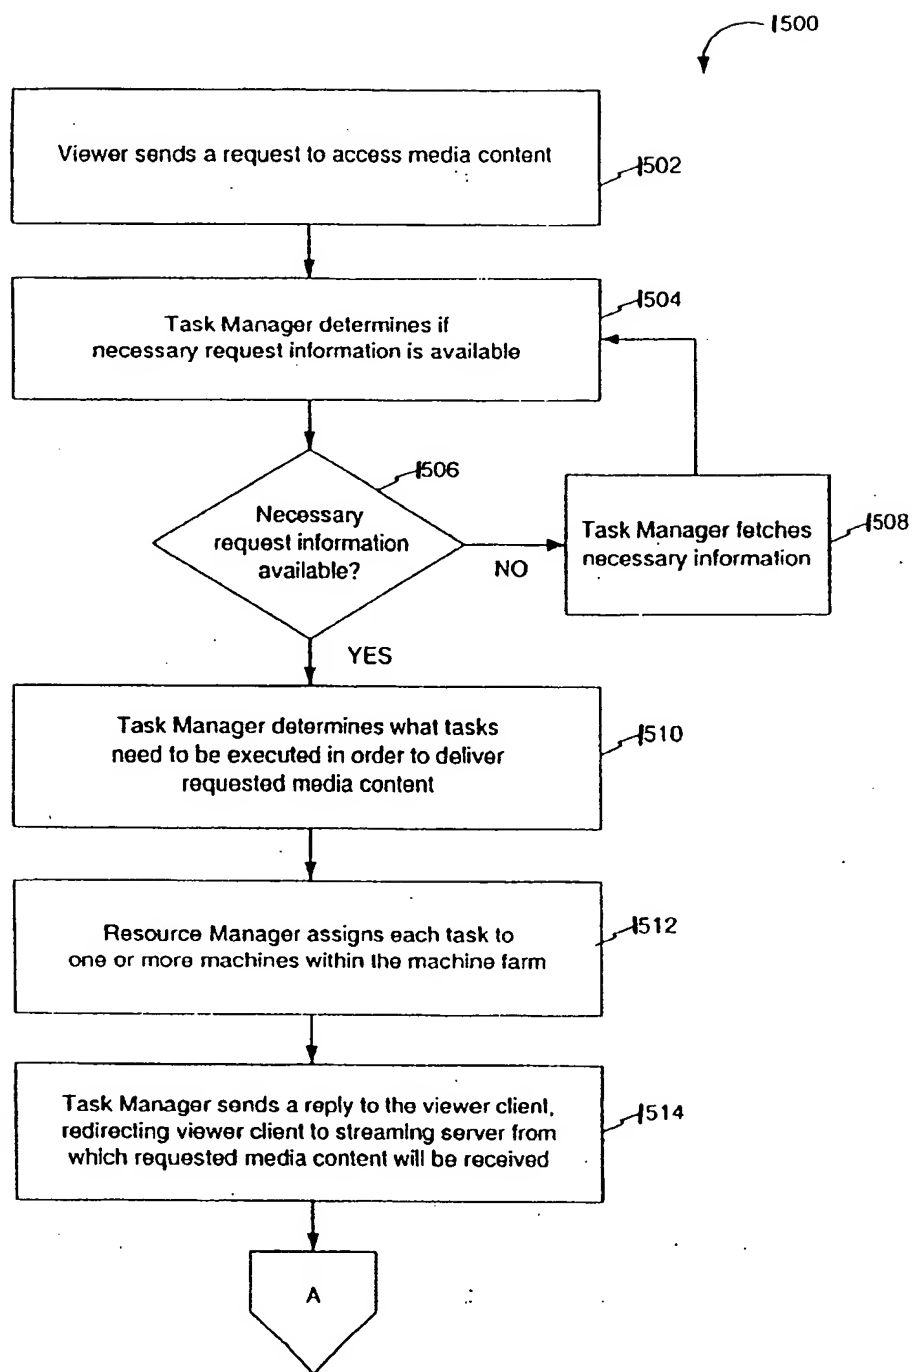 1500
Viewer sends a request to access media content
1502
Task Manager determines if
necessary request information is available
1504
Necessary
request information
available?
1506
NO
Task Manager fetches
necessary information
1508
YES
Task Manager determines what tasks
need to be executed in order to deliver
requested media content
1510
Resource Manager assigns each task to
one or more machines within the machine farm
1512
Task Manager sends a reply to the viewer client,
redirecting viewer client to streaming server from
which requested media content will be received
1514
A